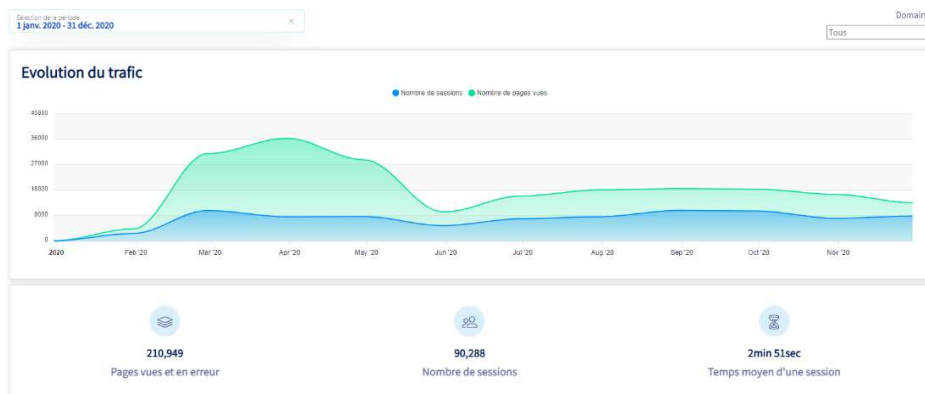 Sélection de la période
1 janv. 2020 - 31 déc. 2020
Domain
Tous
Evolution du trafic
Nombre de sessions Nombre de pages vues
45000
36000
27000
18000
9000
0
2020 Feb '20 Mar '20 Apr '20 May '20 Jun '20 Jul '20 Aug '20 Sep '20 Oct '20 Nov '20
210,949 90,288 2min 51sec
Pages vues et en erreur Nombre de sessions Temps moyen d'une session